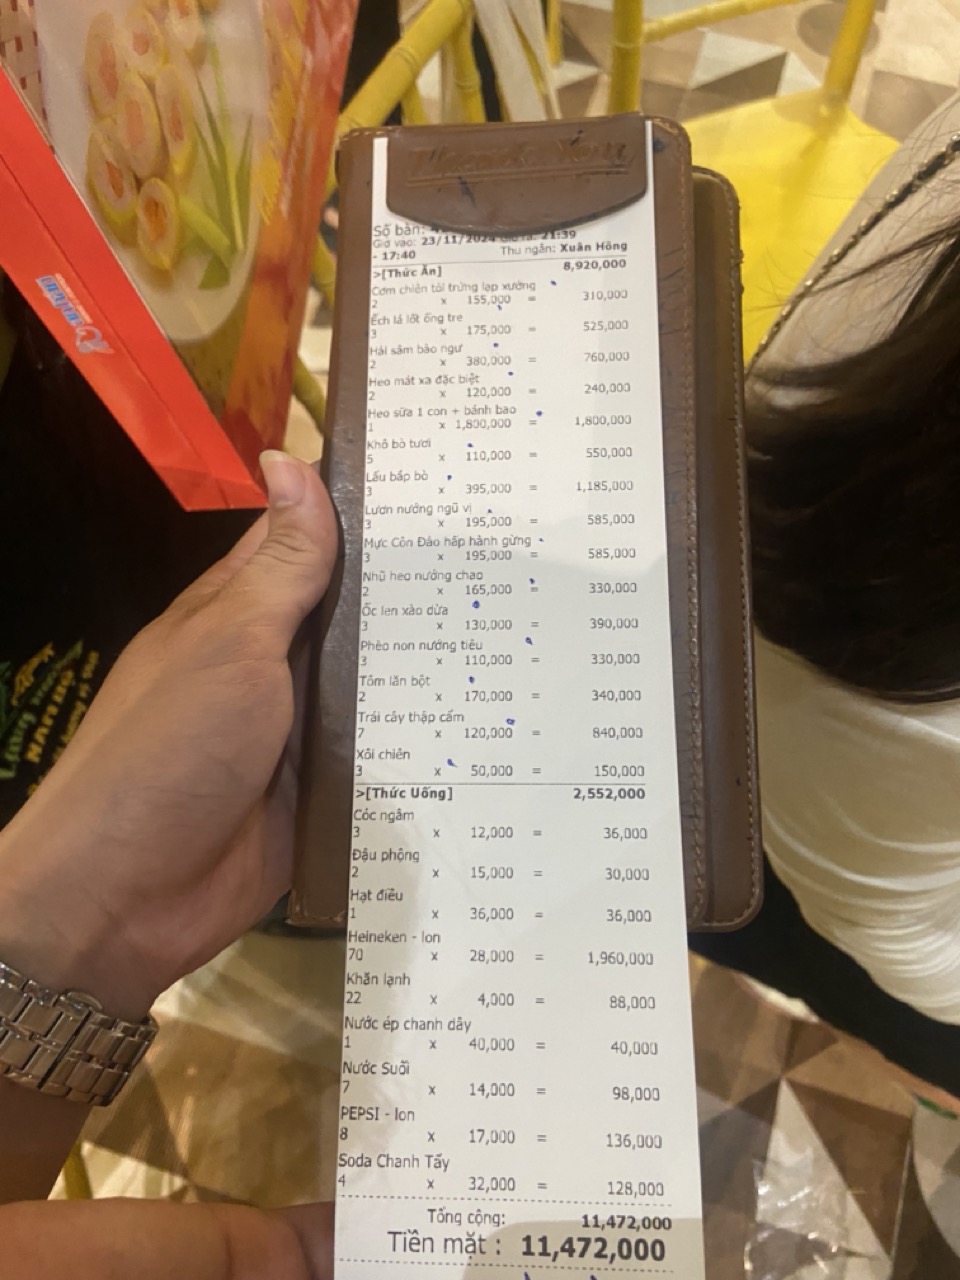 Thank You
Số bàn:
Giờ vào: 23/11/2024 Giờ ra: 21:39
- 17:40 Thu ngân: Xuân Hồng
>[Thức Ăn] 8,920,000
Cơm chiên tỏi trứng lạp xưởng
2 x 155,000 = 310,000
Ếch lá lốt ống tre
3 x 175,000 = 525,000
Hải sâm bào ngư
2 x 380,000 = 760,000
Heo mát xa đặc biệt
2 x 120,000 = 240,000
Heo sữa 1 con + bánh bao
1 x 1,800,000 = 1,800,000
Khô bò tươi
5 x 110,000 = 550,000
Lẩu bắp bò
3 x 395,000 = 1,185,000
Lươn nướng ngũ vị
3 x 195,000 = 585,000
Mực Côn Đảo hấp hành gừng
3 x 195,000 = 585,000
Nhũ heo nướng chao
2 x 165,000 = 330,000
Ốc len xào dừa
3 x 130,000 = 390,000
Phèo non nướng tiêu
3 x 110,000 = 330,000
Tôm lăn bột
2 x 170,000 = 340,000
Trái cây thập cẩm
7 x 120,000 = 840,000
Xôi chiên
3 x 50,000 = 150,000
>[Thức Uống] 2,552,000
Cóc ngâm
3 x 12,000 = 36,000
Đậu phộng
2 x 15,000 = 30,000
Hạt điều
1 x 36,000 = 36,000
Heineken - lon
70 x 28,000 = 1,960,000
Khăn lạnh
22 x 4,000 = 88,000
Nước ép chanh dây
1 x 40,000 = 40,000
Nước Suối
7 x 14,000 = 98,000
PEPSI - lon
8 x 17,000 = 136,000
Soda Chanh Tây
4 x 32,000 = 128,000
Tổng cộng: 11,472,000
Tiền mặt : 11,472,000